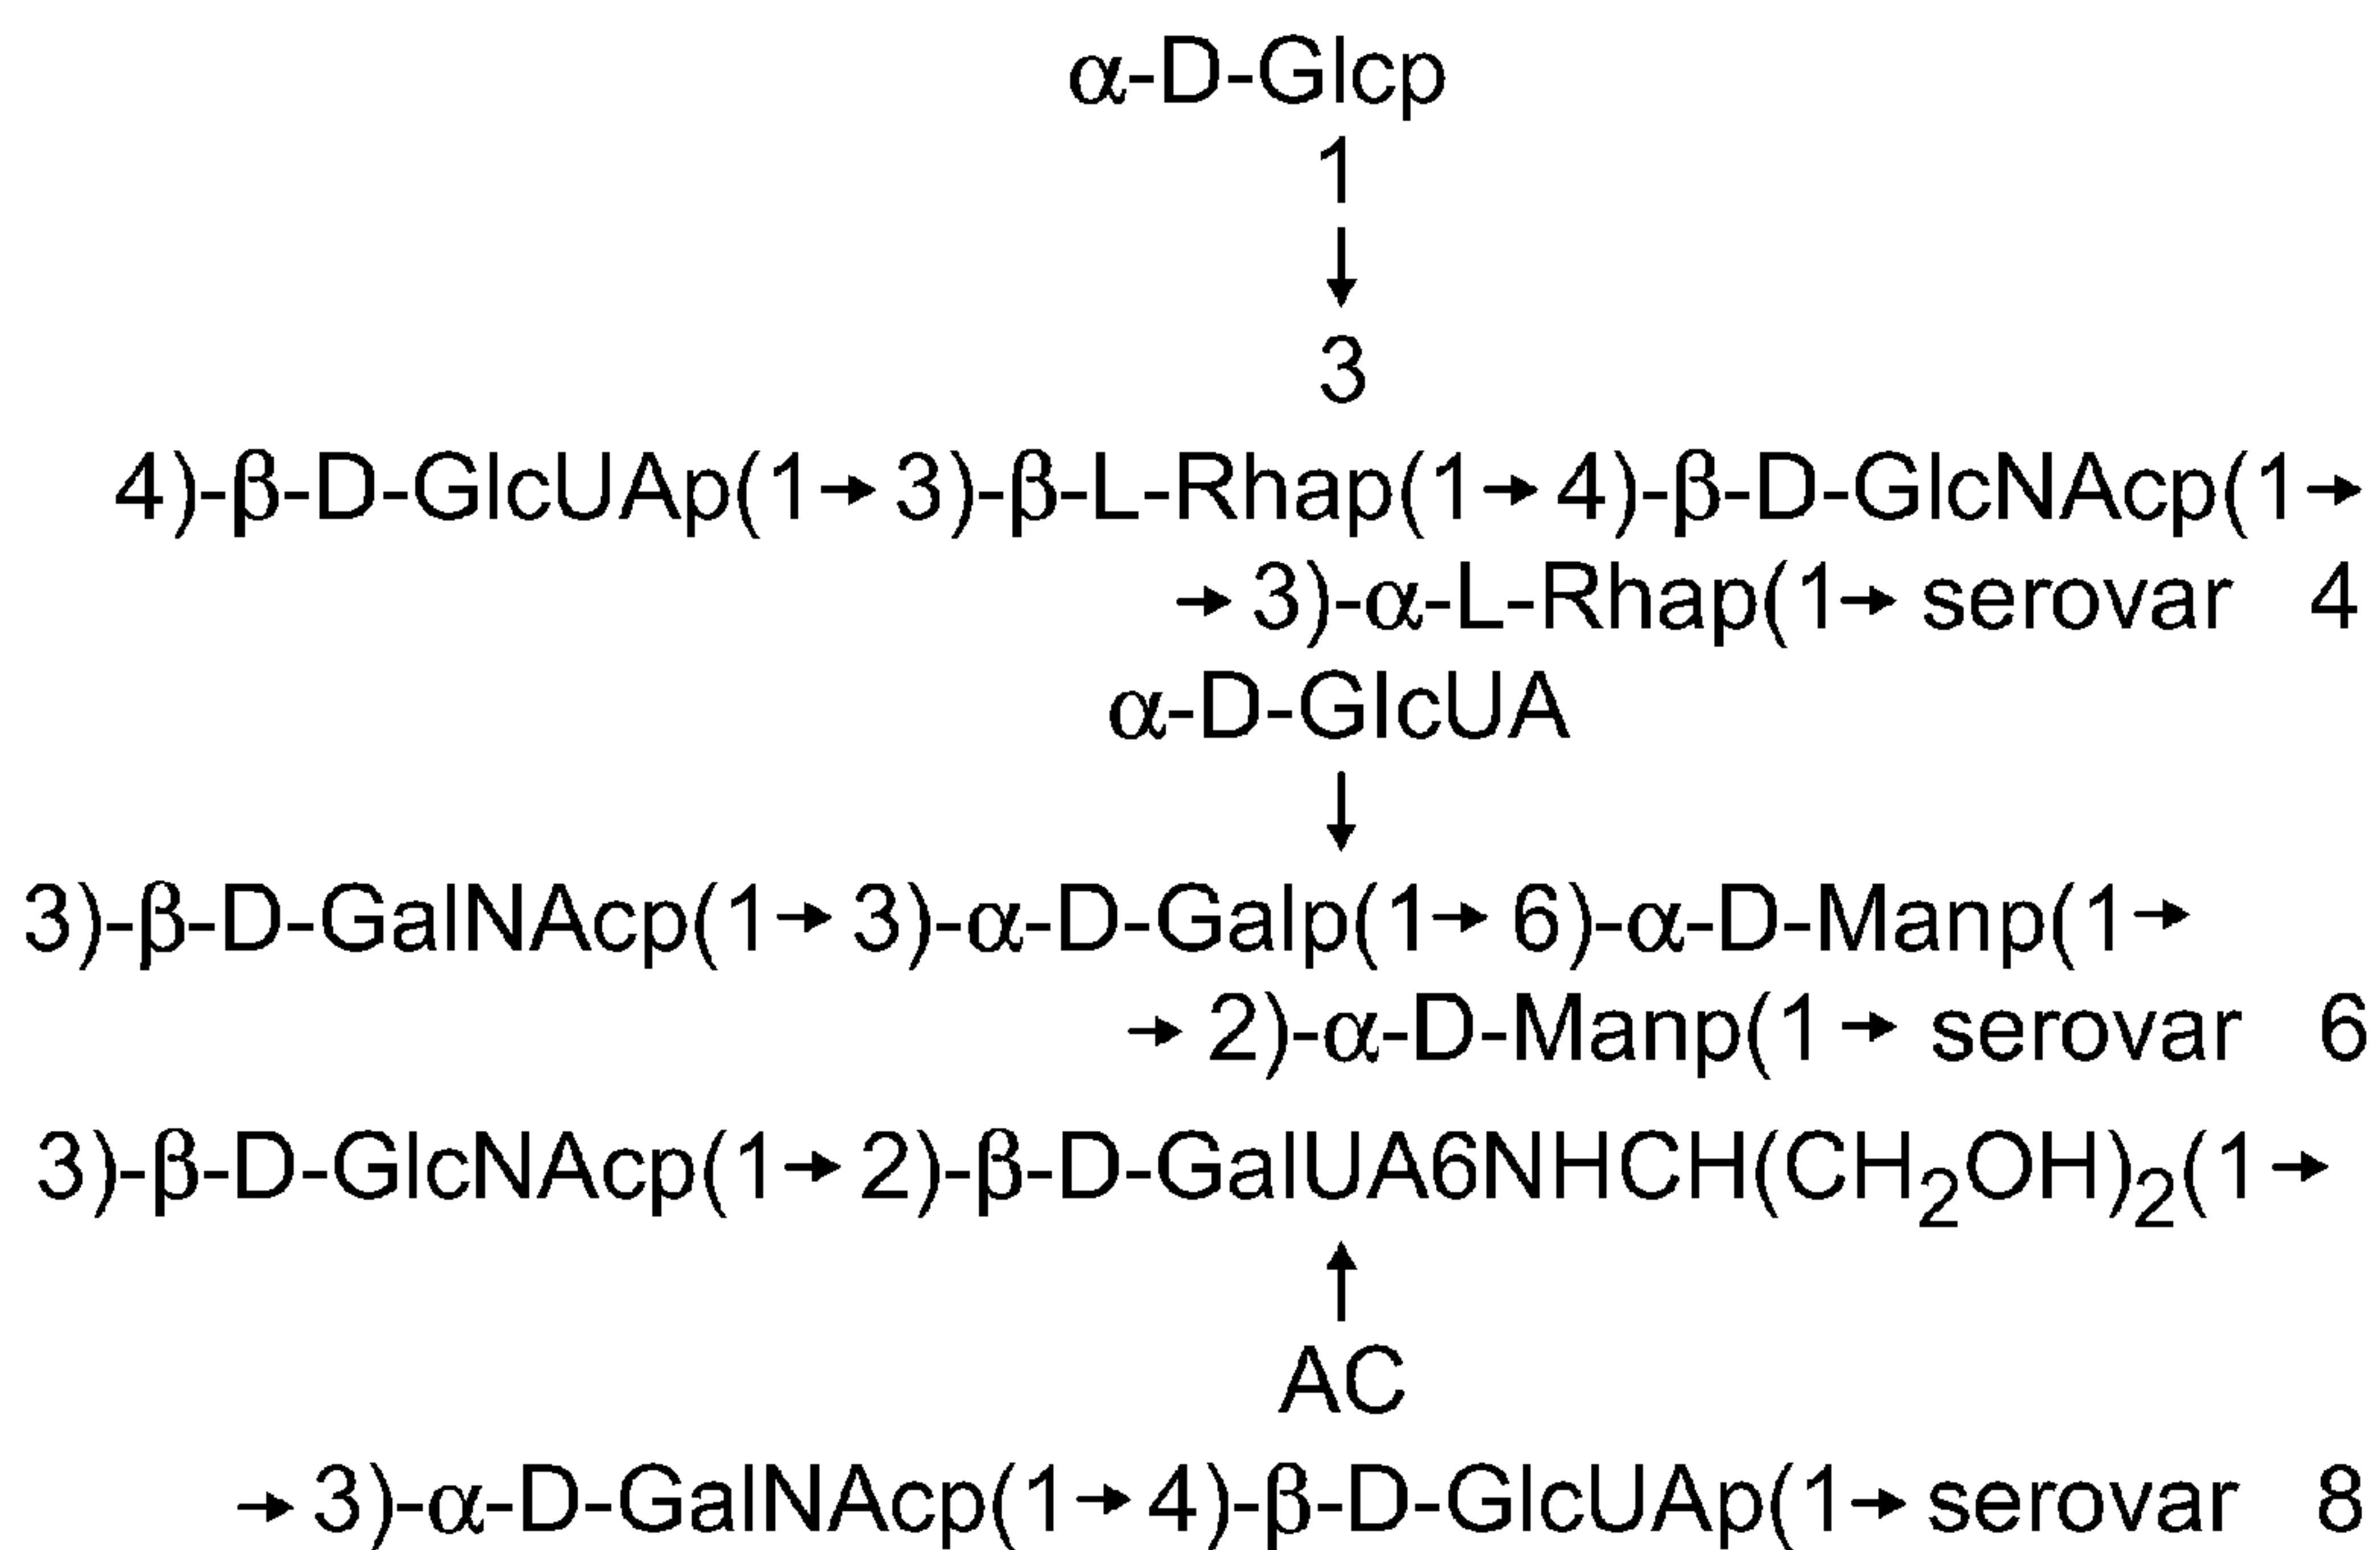 α-D-Glcp
1
↓
3
4)-β-D-GlcUAp(1→ 3)-β-L-Rhap(1→ 4)-β-D-GlcNAcp(1→
→ 3)-α-L-Rhap(1→ serovar 4
α-D-GlcUA
↓
3)-β-D-GalNAcp(1→ 3)-α-D-Galp(1→ 6)-α-D-Manp(1→
→ 2)-α-D-Manp(1→ serovar 6
3)-β-D-GlcNAcp(1→ 2)-β-D-GalUA6NHCH(CH₂OH)₂(1→
↑
AC
→ 3)-α-D-GalNAcp(1→ 4)-β-D-GlcUAp(1→ serovar 8